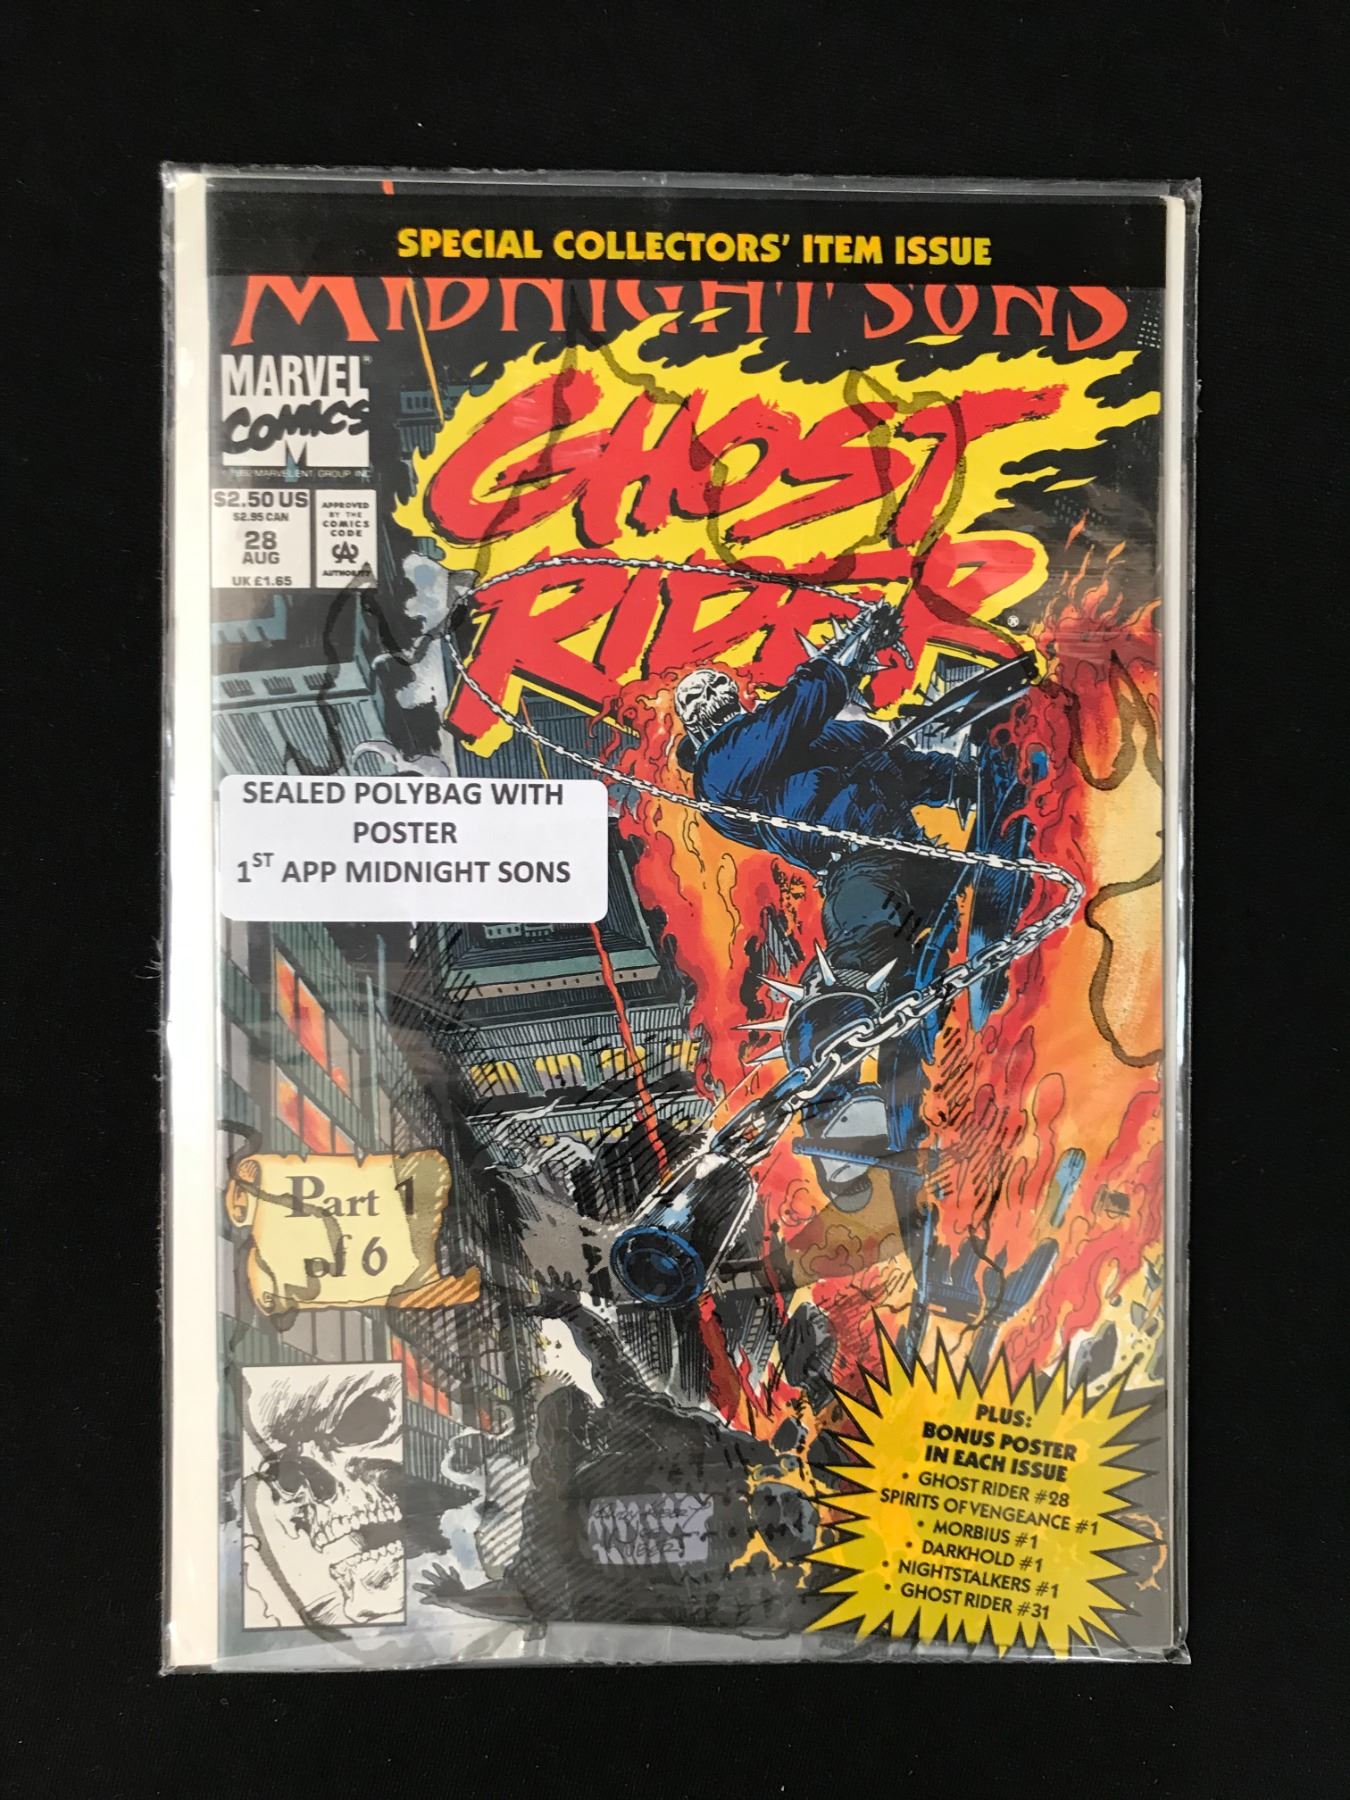 SPECIAL COLLECTORS' ITEM ISSUE
MIDNIGHT SONS
MARVEL
COMICS
$2.50 US
$2.95 CAN
28
AUG
UK £1.65
APPROVED
BY THE
COMICS
CODE
AUTHORITY
GHOST
RIDER
SEALED POLYBAG WITH
POSTER
1ST APP MIDNIGHT SONS
Part 1
of 6
PLUS:
BONUS POSTER
IN EACH ISSUE
• GHOST RIDER #28
SPIRITS OF VENGEANCE #1
• MORBIUS #1
• DARKHOLD #1
• NIGHTSTALKERS #1
• GHOST RIDER #31